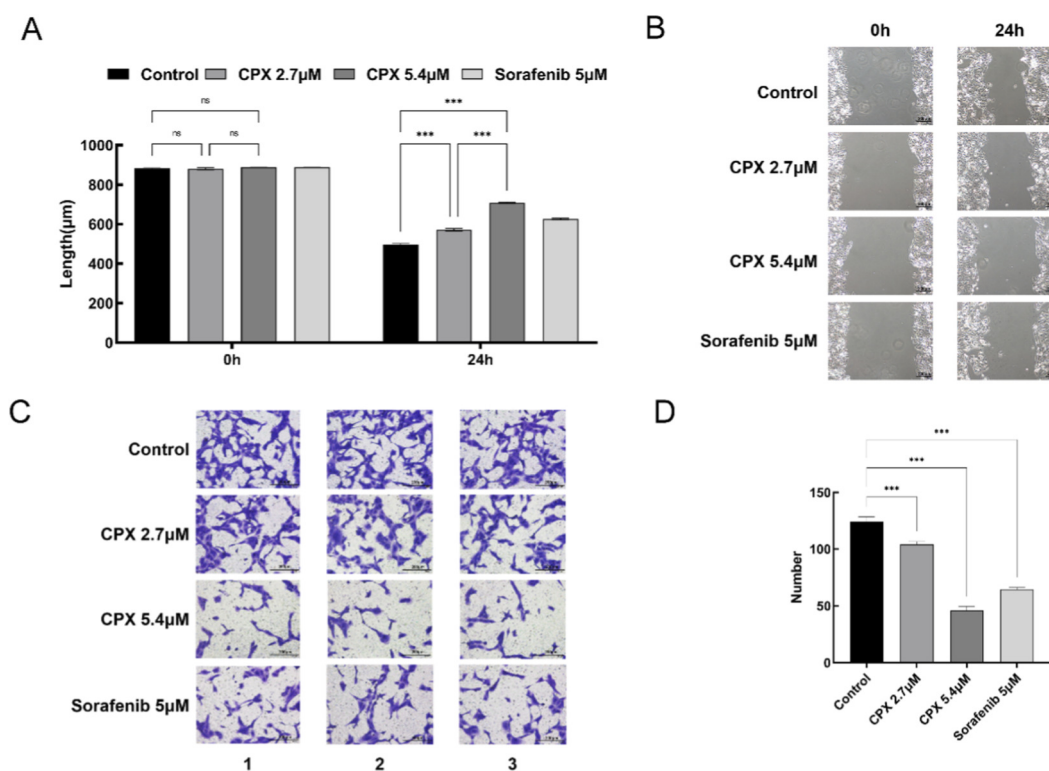 A
Control CPX 2.7μM CPX 5.4μM Sorafenib 5μM
ns
ns
ns
***
***
***
Length(μm)
1000
800
600
400
200
0
0h
24h
B
0h 24h
Control
CPX 2.7μM
CPX 5.4μM
Sorafenib 5μM
C
Control
CPX 2.7μM
CPX 5.4μM
Sorafenib 5μM
1 2 3
D
***
***
***
Number
150
100
50
0
Control
CPX 2.7μM
CPX 5.4μM
Sorafenib 5μM